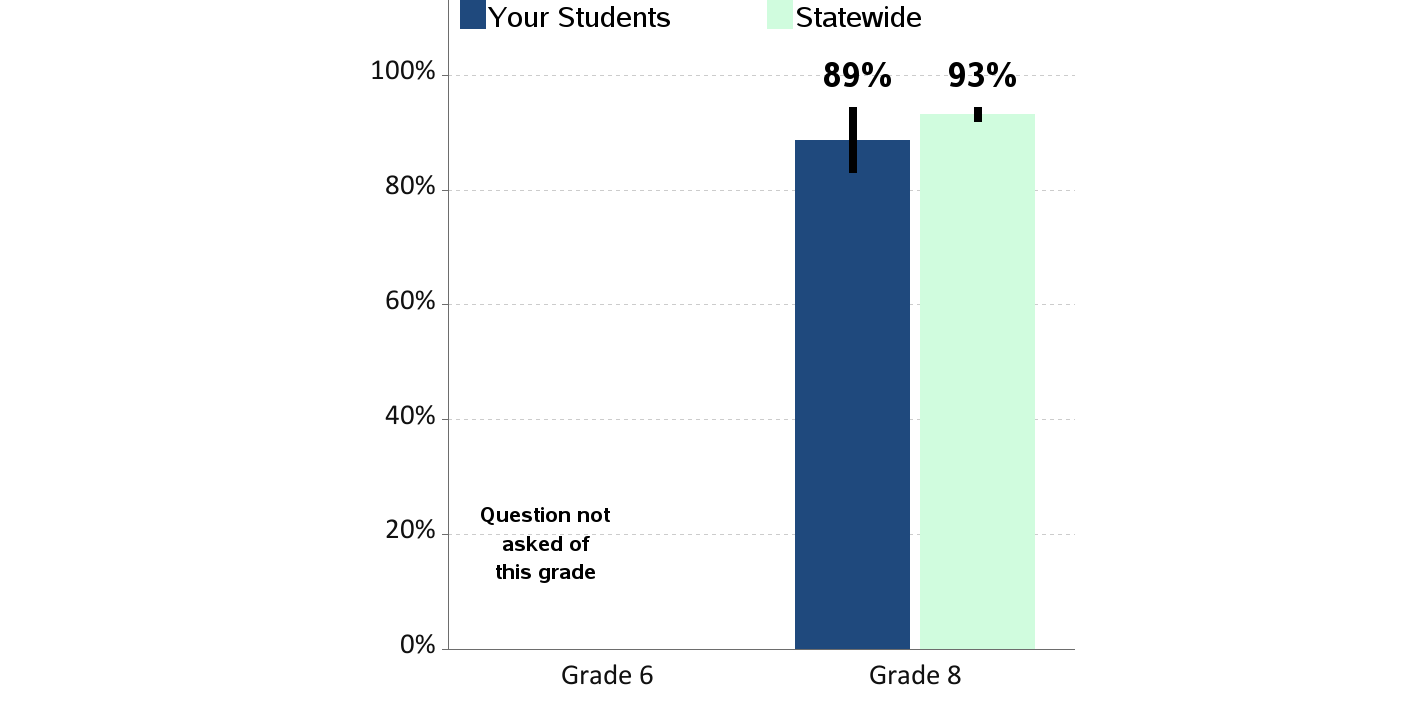 Your Students Statewide
100%
89% 93%
80%
60%
40%
20%
Question not
asked of
this grade
0%
Grade 6 Grade 8